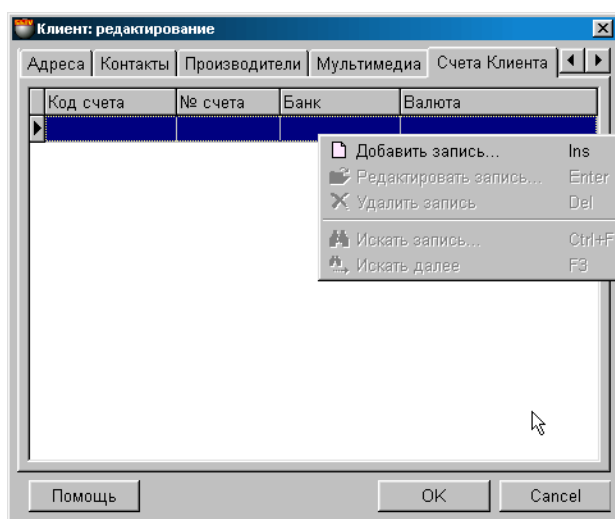 Клиент: редактирование
Адреса Контакты Производители Мультимедиа Счета Клиента
Код счета № счета Банк Валюта
Добавить запись... Ins
Редактировать запись... Enter
Удалить запись Del
Искать запись... Ctrl+F
Искать далее F3
Помощь OK Cancel